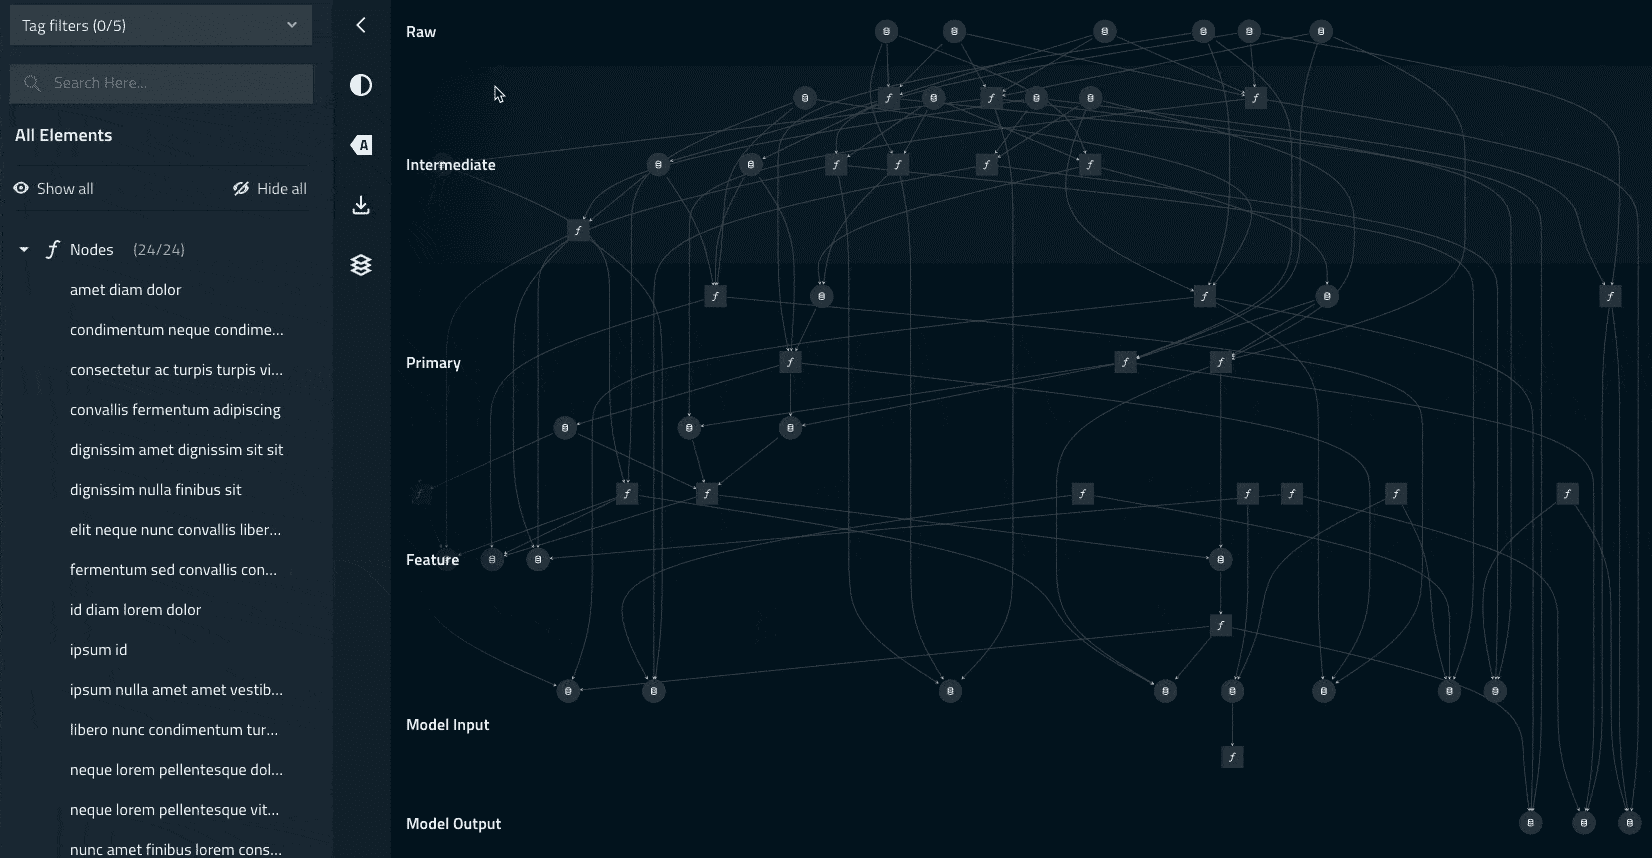 Tag filters (0/5)
Search Here...
All Elements
Show all
Hide all
Nodes (24/24)
amet diam dolor
condimentum neque condime...
consectetur ac turpis turpis vi...
convallis fermentum adipiscing
dignissim amet dignissim sit sit
dignissim nulla finibus sit
elit neque nunc convallis liber...
fermentum sed convallis con...
id diam lorem dolor
ipsum id
ipsum nulla amet amet vestib...
libero nunc condimentum tur...
neque lorem pellentesque dol...
neque lorem pellentesque vit...
nunc amet finibus lorem cons...
A
Raw
Intermediate
Primary
Feature
Model Input
Model Output